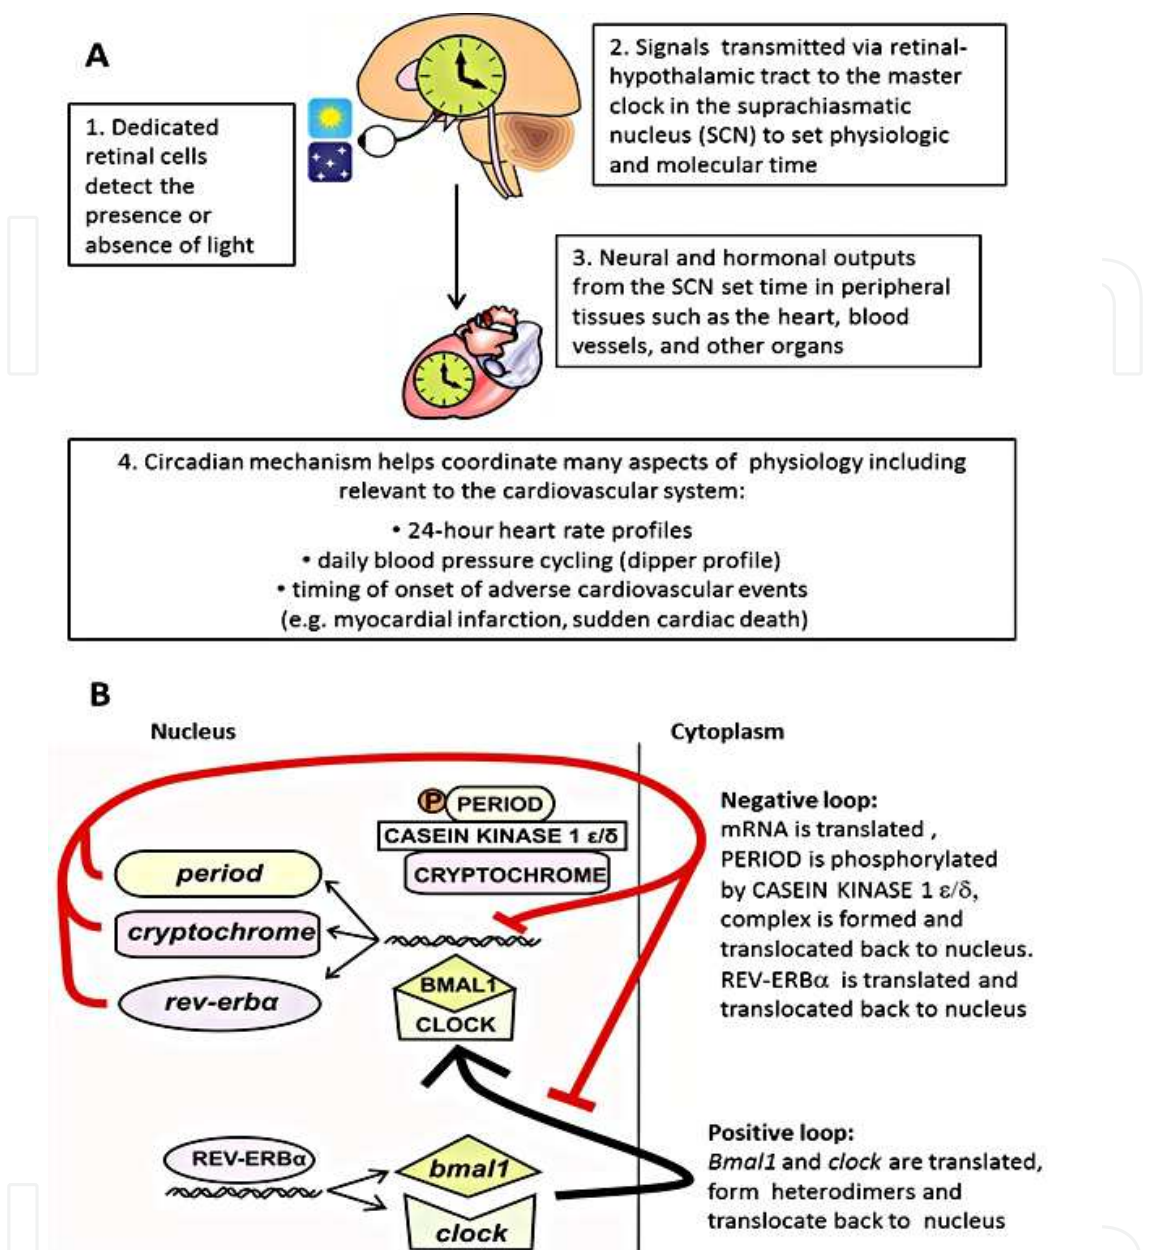 A
1. Dedicated
retinal cells
detect the
presence or
absence of light
2. Signals transmitted via retinal-
hypothalamic tract to the master
clock in the suprachiasmatic
nucleus (SCN) to set physiologic
and molecular time
3. Neural and hormonal outputs
from the SCN set time in peripheral
tissues such as the heart, blood
vessels, and other organs
4. Circadian mechanism helps coordinate many aspects of physiology including
relevant to the cardiovascular system:
• 24-hour heart rate profiles
• daily blood pressure cycling (dipper profile)
• timing of onset of adverse cardiovascular events
(e.g. myocardial infarction, sudden cardiac death)
B
Nucleus
Cytoplasm
P PERIOD
CASEIN KINASE 1 ε/δ
CRYPTOCHROME
period
cryptochrome
rev-erbα
BMAL1
CLOCK
Negative loop:
mRNA is translated ,
PERIOD is phosphorylated
by CASEIN KINASE 1 ε/δ,
complex is formed and
translocated back to nucleus.
REV-ERBα is translated and
translocated back to nucleus
REV-ERBα
bmal1
clock
Positive loop:
Bmal1 and clock are translated,
form heterodimers and
translocate back to nucleus